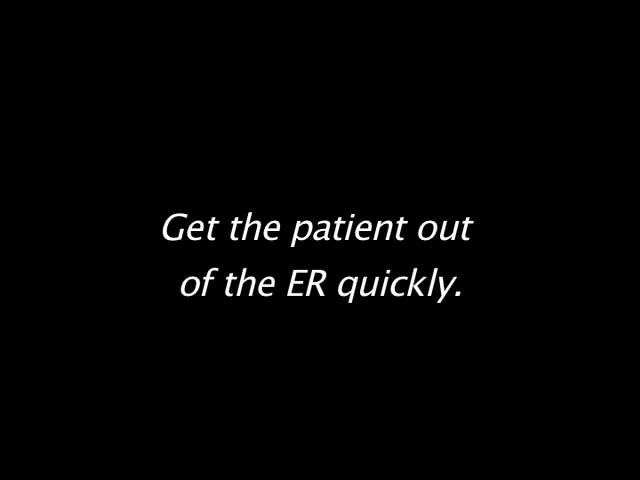 Get the patient out
of the ER quickly.